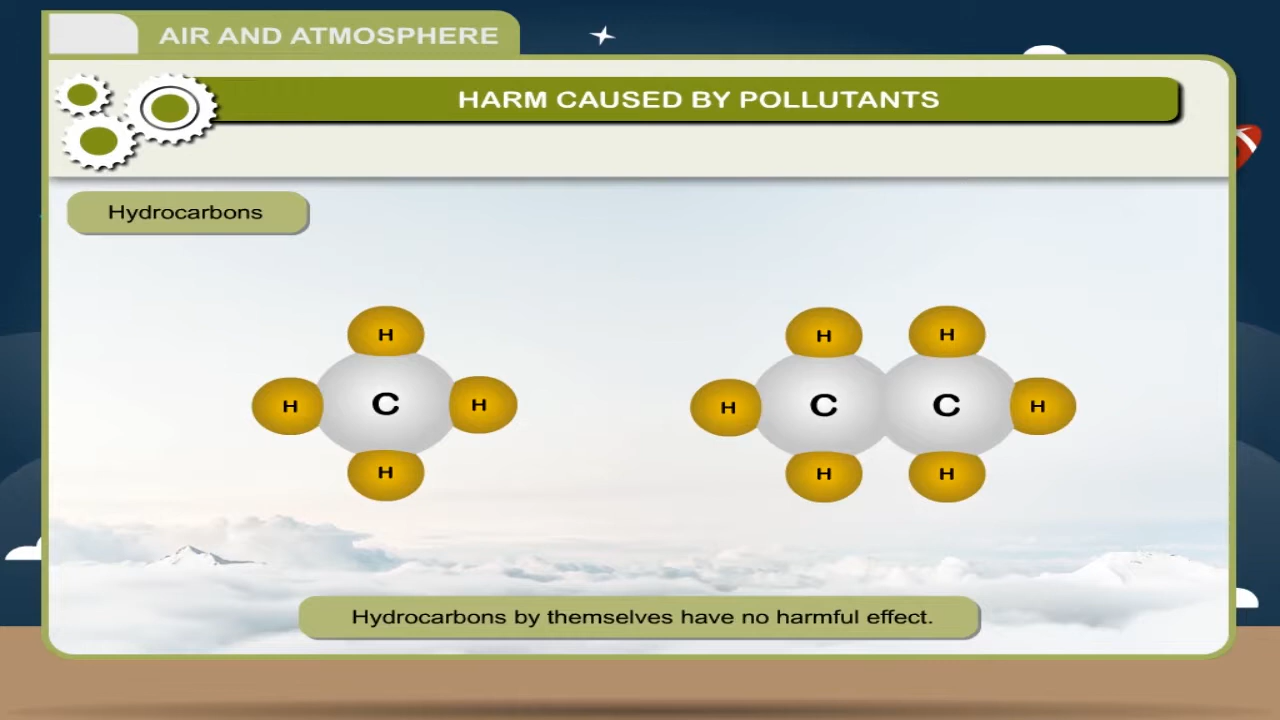 AIR AND ATMOSPHERE
HARM CAUSED BY POLLUTANTS
Hydrocarbons
H
H C H
H
H H
H C C H
H H
Hydrocarbons by themselves have no harmful effect.